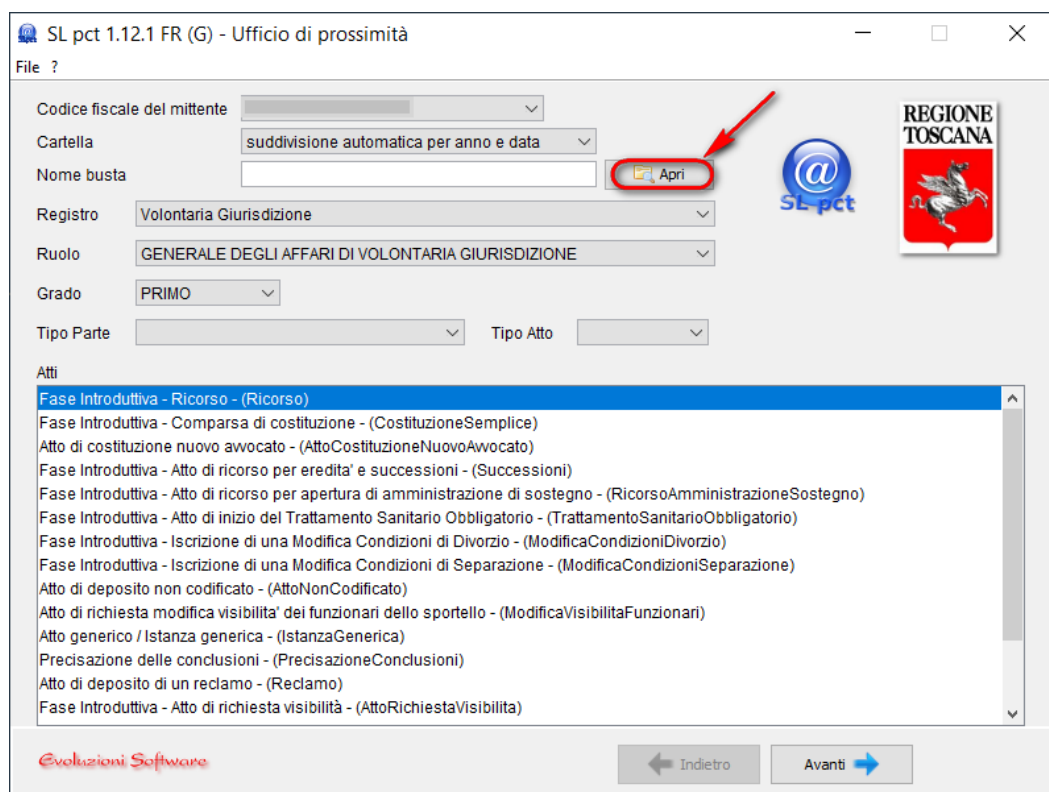 SL pct 1.12.1 FR (G) - Ufficio di prossimità
File ?
Codice fiscale del mittente
Cartella suddivisione automatica per anno e data
Nome busta Apri
Registro Volontaria Giurisdizione
Ruolo GENERALE DEGLI AFFARI DI VOLONTARIA GIURISDIZIONE
Grado PRIMO
Tipo Parte Tipo Atto
@
SL pct
REGIONE
TOSCANA
Atti
Fase Introduttiva - Ricorso - (Ricorso)
Fase Introduttiva - Comparsa di costituzione - (CostituzioneSemplice)
Atto di costituzione nuovo avvocato - (AttoCostituzioneNuovoAvvocato)
Fase Introduttiva - Atto di ricorso per eredita' e successioni - (Successioni)
Fase Introduttiva - Atto di ricorso per apertura di amministrazione di sostegno - (RicorsoAmministrazioneSostegno)
Fase Introduttiva - Atto di inizio del Trattamento Sanitario Obbligatorio - (TrattamentoSanitarioObbligatorio)
Fase Introduttiva - Iscrizione di una Modifica Condizioni di Divorzio - (ModificaCondizioniDivorzio)
Fase Introduttiva - Iscrizione di una Modifica Condizioni di Separazione - (ModificaCondizioniSeparazione)
Atto di deposito non codificato - (AttoNonCodificato)
Atto di richiesta modifica visibilita' dei funzionari dello sportello - (ModificaVisibilitaFunzionari)
Atto generico / Istanza generica - (IstanzaGenerica)
Precisazione delle conclusioni - (PrecisazioneConclusioni)
Atto di deposito di un reclamo - (Reclamo)
Fase Introduttiva - Atto di richiesta visibilità - (AttoRichiestaVisibilita)
Evoluzioni Software
Indietro Avanti